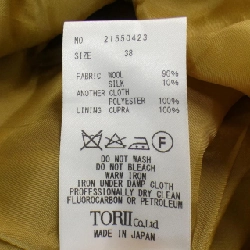 NO 21553423
SIZE 38
FABRIC WOOL 90%
SILK 10%
ANOTHER CLOTH
POLYESTER 100%
LINING CUPRA 100%
F
DO NOT WASH
DO NOT BLEACH
WARM IRON
IRON UNDER DAMP CLOTH
PROFESSIONALLY DRY CLEAN
FLUOROCARBON OR PETROLEUM
TORII Co.,Ltd.
MADE IN JAPAN